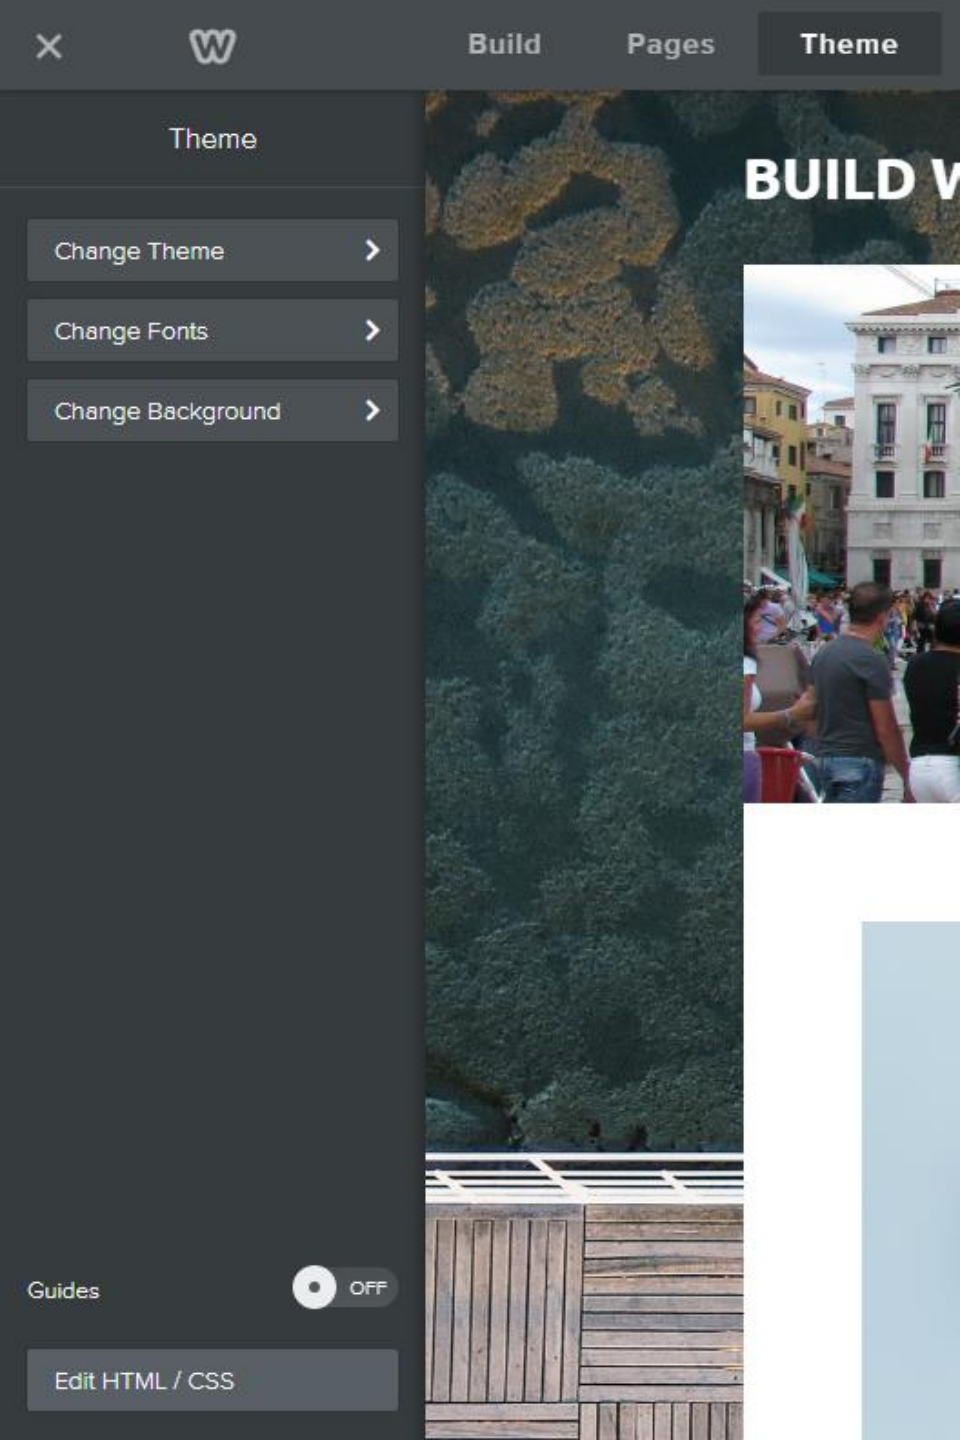 Build Pages Theme
Theme
BUILD
Change Theme
Change Fonts
Change Background
Guides OFF
Edit HTML / CSS